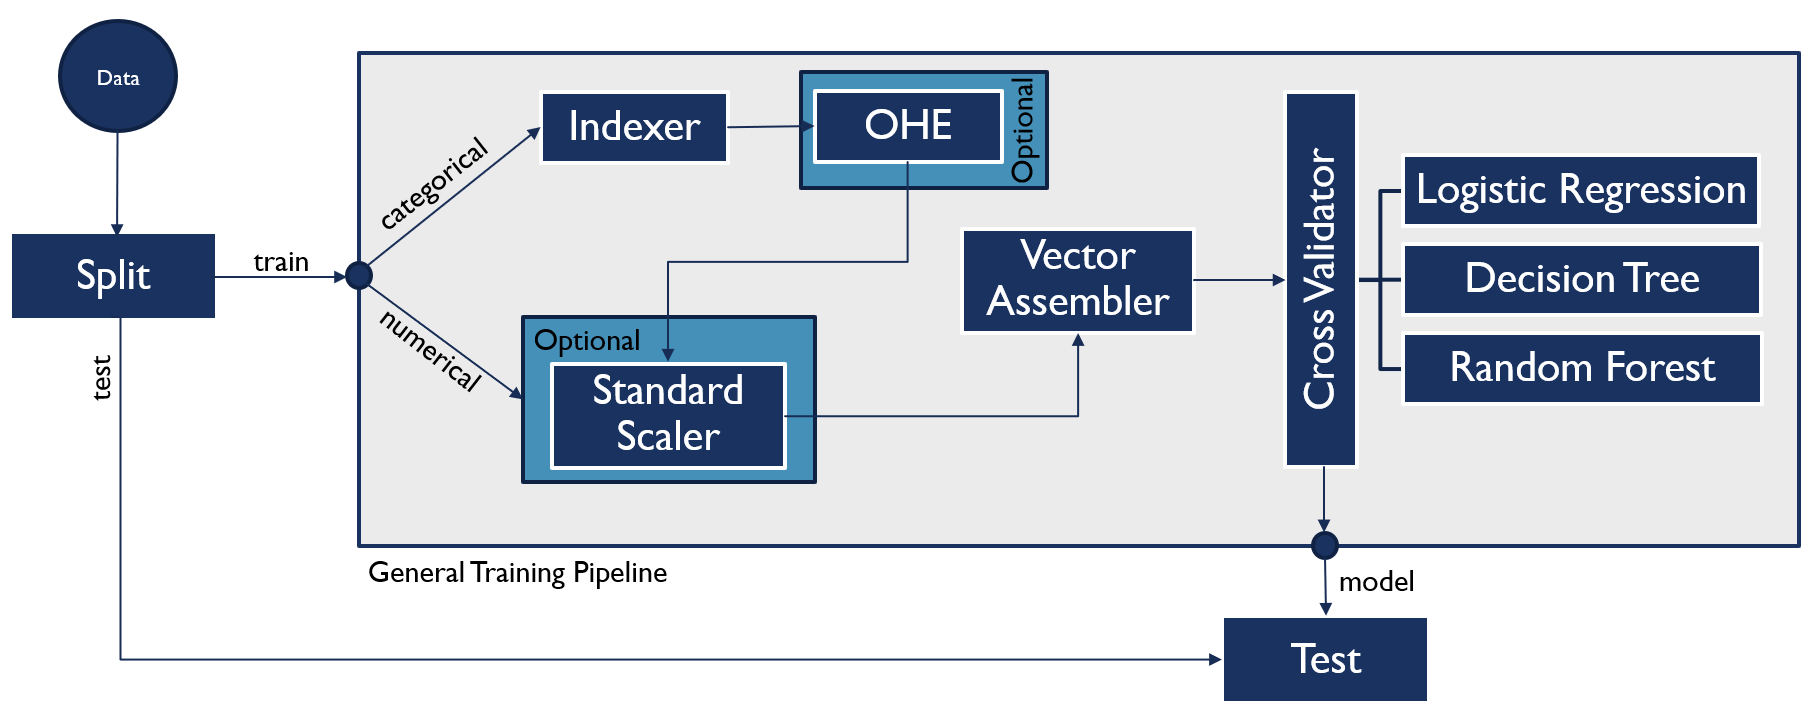 Data
Split
train
test
categorical
numerical
Indexer
OHE
Optional
Optional
Standard
Scaler
Vector
Assembler
Cross Validator
Logistic Regression
Decision Tree
Random Forest
General Training Pipeline
model
Test